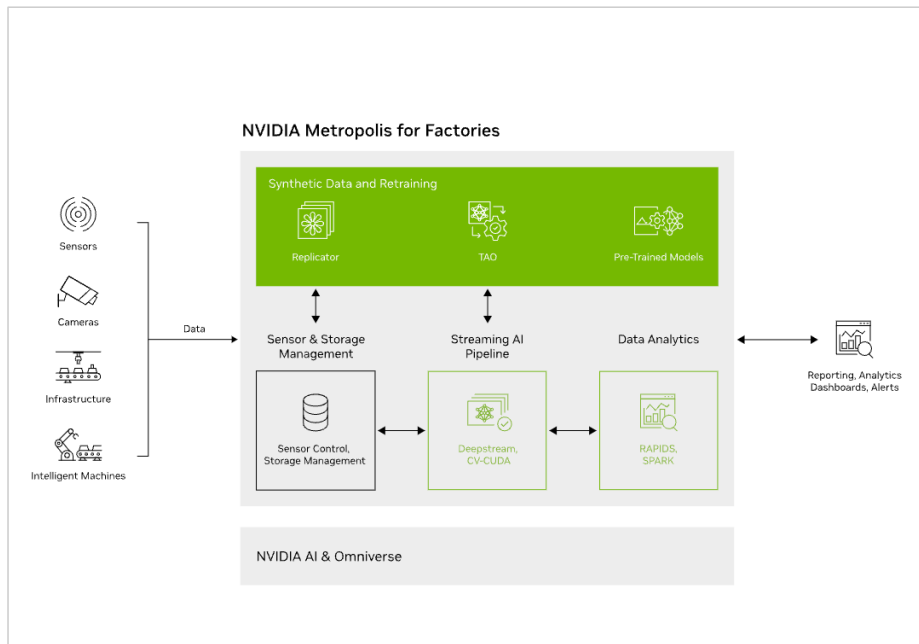 NVIDIA Metropolis for Factories
Synthetic Data and Retraining
Replicator
TAO
Pre-Trained Models
Sensors
Cameras
Infrastructure
Intelligent Machines
Data
Sensor & Storage
Management
Streaming AI
Pipeline
Data Analytics
Sensor Control,
Storage Management
Deepstream,
CV-CUDA
RAPIDS,
SPARK
Reporting, Analytics
Dashboards, Alerts
NVIDIA AI & Omniverse